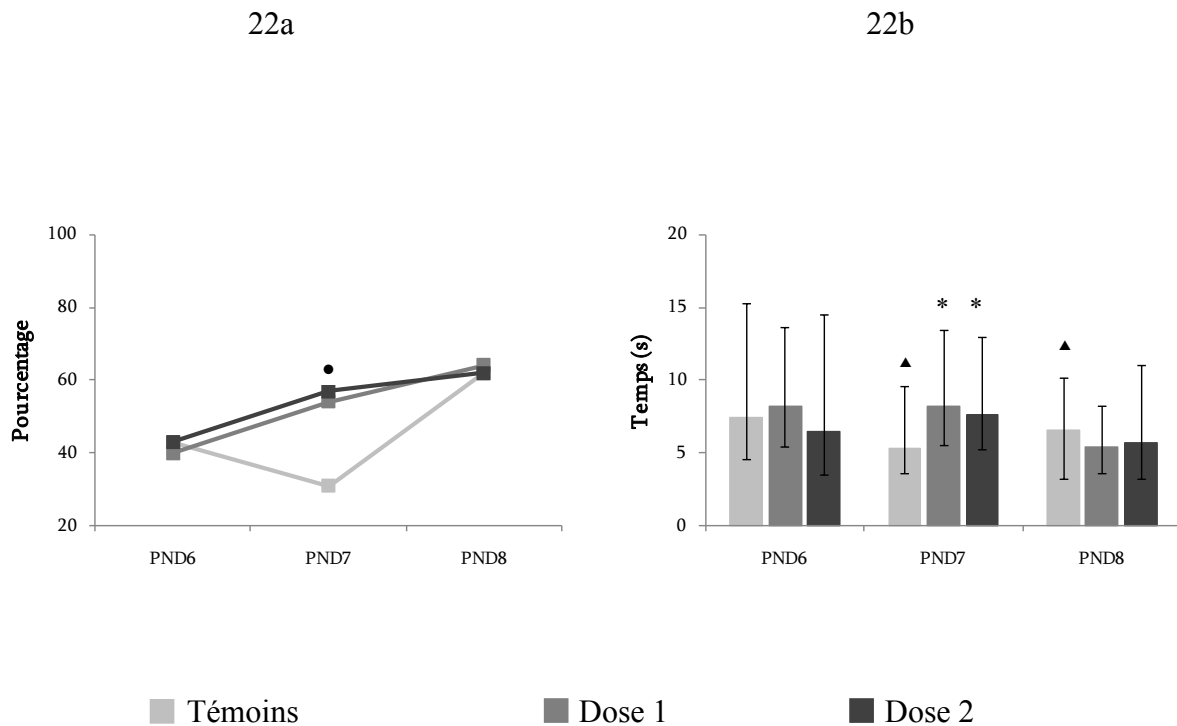 22a
22b
100
80
60
40
20
Pourcentage
PND6
PND7
PND8
20
15
10
5
0
Temps (s)
* *
PND6
PND7
PND8
Témoins
Dose 1
Dose 2